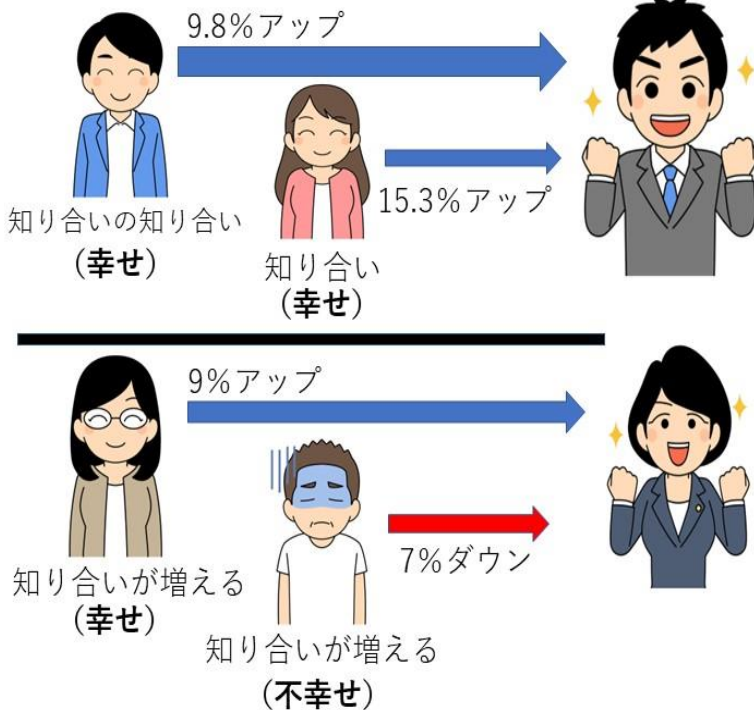 9.8%アップ
知り合いの知り合い
(幸せ)
15.3%アップ
知り合い
(幸せ)
9%アップ
知り合いが増える
(幸せ)
7%ダウン
知り合いが増える
(不幸せ)